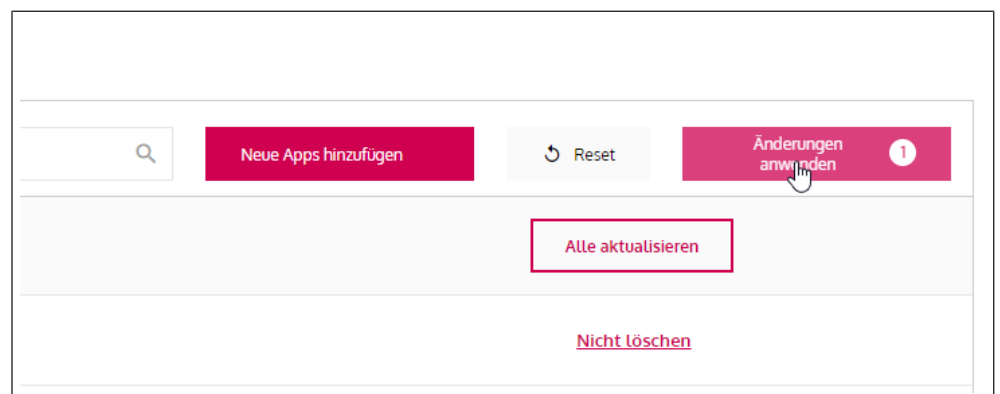 Neue Apps hinzufügen
Reset
Änderungen
anwenden
1
Alle aktualisieren
Nicht löschen